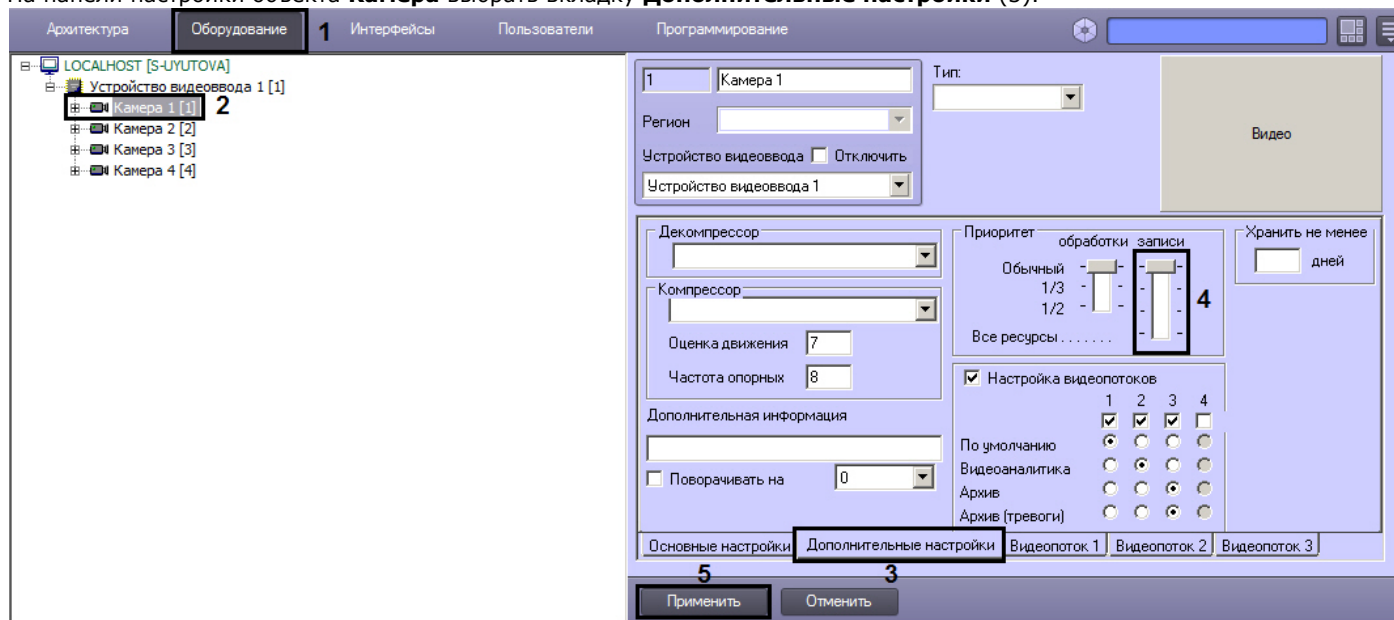 На панели настройки объекта Камера выбрать вкладку Дополнительные настройки (3).
Архитектура Оборудование 1 Интерфейсы Пользователи Программирование
LOCALHOST [S-UYUTOVA]
Устройство видеоввода 1 [1]
Камера 1 [1] 2
Камера 2 [2]
Камера 3 [3]
Камера 4 [4]
1 Камера 1
Тип:
Регион
Устройство видеоввода Отключить
Устройство видеоввода 1
Видео
Декомпрессор
Компрессор
Оценка движения 7
Частота опорных 8
Дополнительная информация
Поворачивать на 0
Приоритет
обработки записи
Обычный
1/3
1/2
Все ресурсы . . . . . . .
4
Хранить не менее
дней
Настройка видеопотоков
1 2 3 4
По умолчанию
Видеоаналитика
Архив
Архив (тревоги)
Основные настройки Дополнительные настройки Видеопоток 1 Видеопоток 2 Видеопоток 3
5 3
Применить Отменить